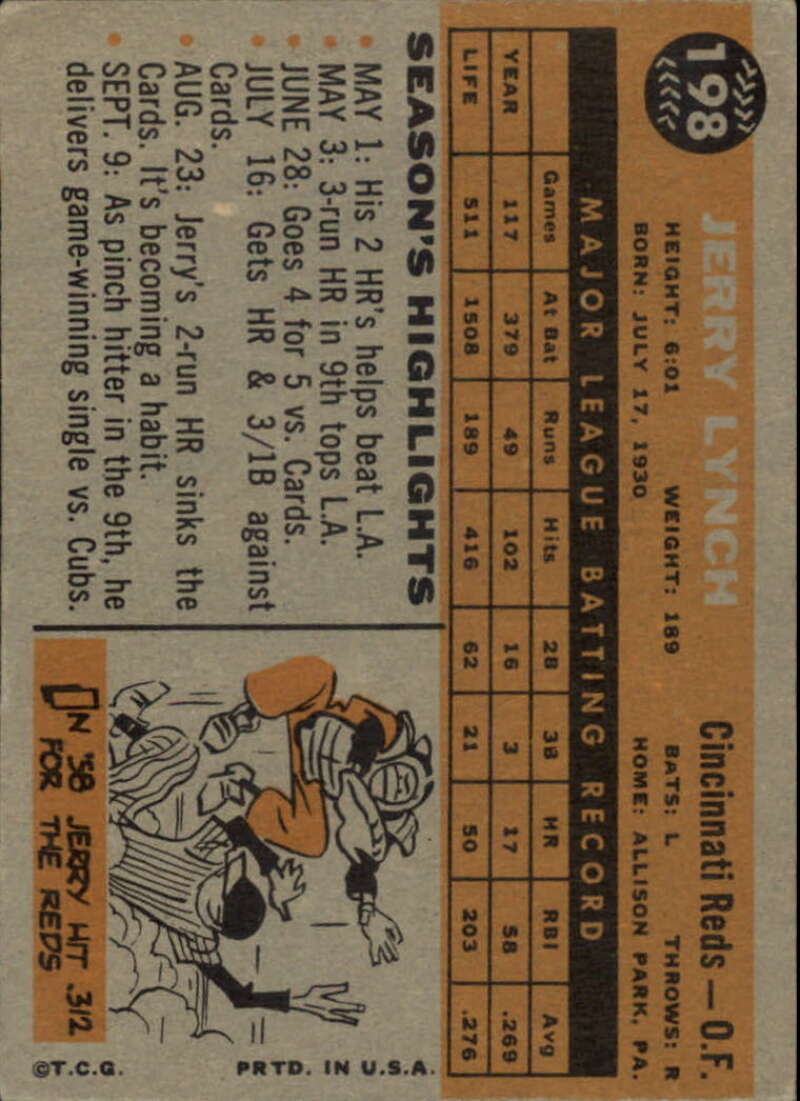 198
JERRY LYNCH Cincinnati Reds — O.F.
HEIGHT: 6:01 WEIGHT: 189 BATS: L THROWS: R
BORN: JULY 17, 1930 HOME: ALLISON PARK, PA.
MAJOR LEAGUE BATTING RECORD
Games At Bat Runs Hits 2B 3B HR RBI Avg
YEAR 117 379 49 102 16 3 17 58 .269
LIFE 511 1508 189 416 62 21 50 203 .276
SEASON'S HIGHLIGHTS
• MAY 1: His 2 HR's helps beat L.A.
• MAY 3: 3-run HR in 9th tops L.A.
• JUNE 28: Goes 4 for 5 vs. Cards.
• JULY 16: Gets HR & 3/1B against
Cards.
• AUG. 23: Jerry's 2-run HR sinks the
Cards. It's becoming a habit.
• SEPT. 9: As pinch hitter in the 9th, he
delivers game-winning single vs. Cubs.
IN '58 JERRY HIT .312
FOR THE REDS
©T.C.G. PRTD. IN U.S.A.